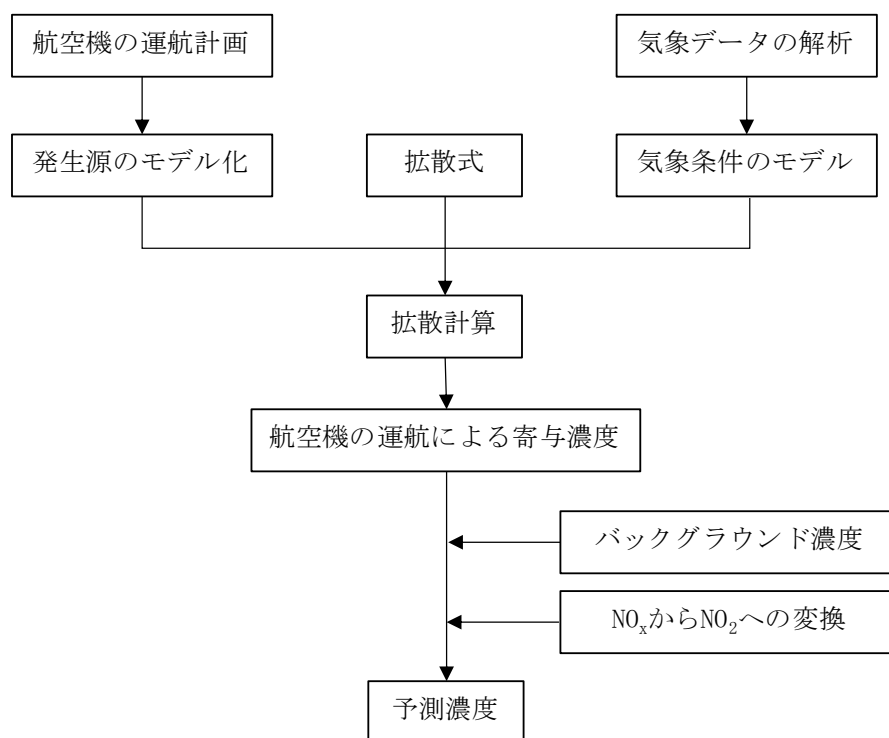 航空機の運航計画
気象データの解析
発生源のモデル化
拡散式
気象条件のモデル
拡散計算
航空機の運航による寄与濃度
バックグラウンド濃度
NOxからNO2への変換
予測濃度